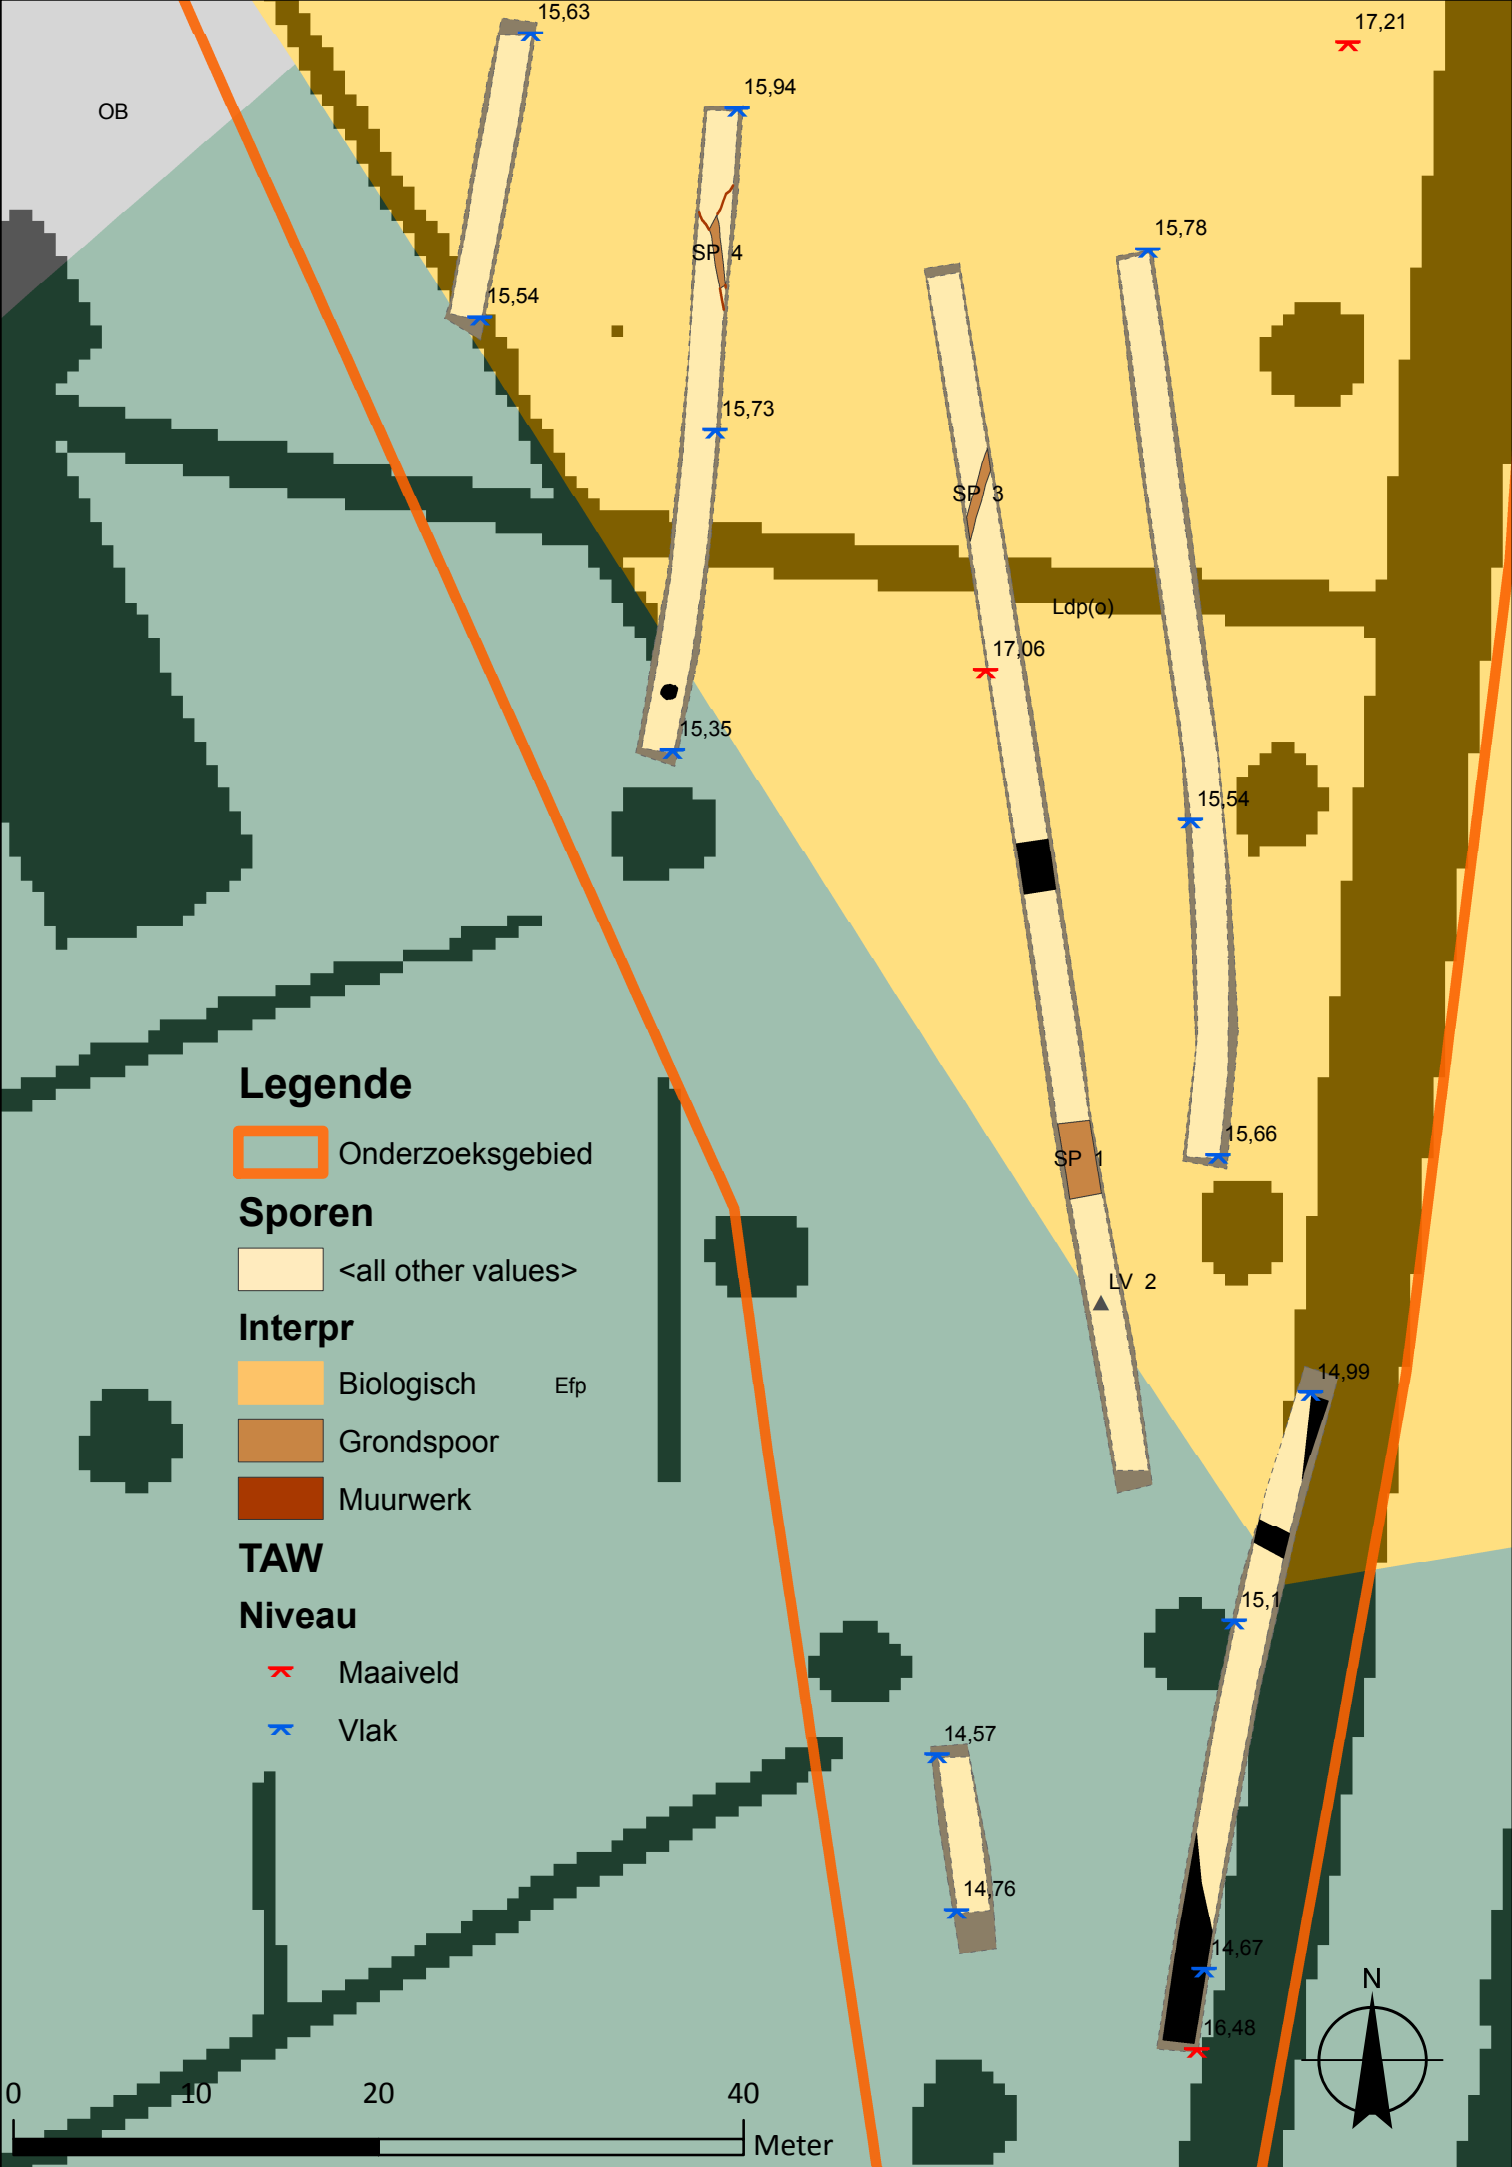 15,63
17,21
15,94
OB
15,78
SP 4
15,54
15,73
SP 3
Ldp(o)
17,06
15,35
15,54
Legende
Onderzoeksgebied
15,66
SP 1
Sporen
<all other values>
LV 2
Interpr
14,99
Biologisch
Efp
Grondspoor
Muurwerk
TAW
15,1
Niveau
Maaiveld
Vlak
14,57
14,76
14,67
N
16,48
0 10 20 40
Meter